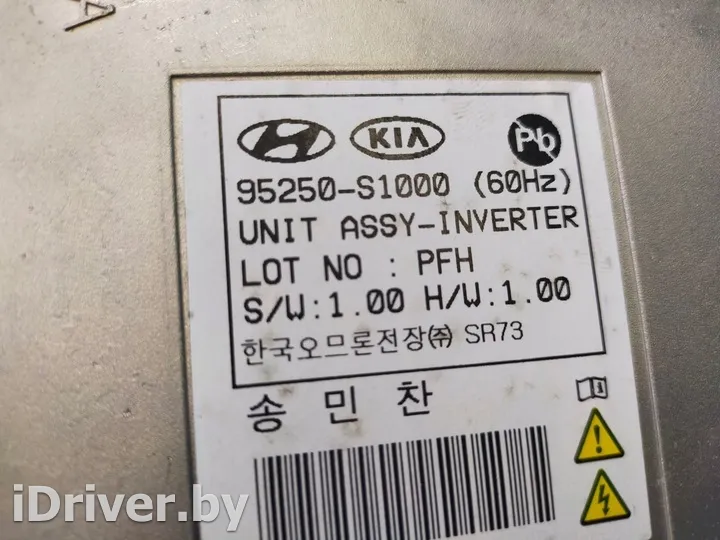 A
KIA Pb
95250-S1000 (60Hz)
UNIT ASSY-INVERTER
LOT NO : PFH
S/W:1.00 H/W:1.00
한국오므론전장㈜ SR73
송 민 찬
iDriver.by